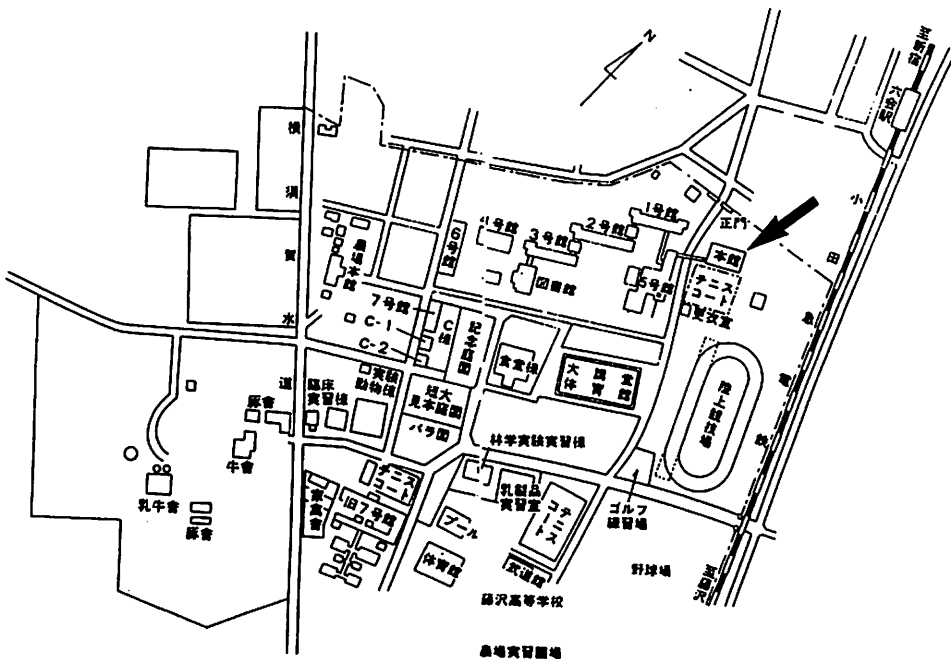 N
至新宿
六会駅
小田急電鉄
至藤沢
横須賀水道
正門
本館
1号館
2号館
3号館
4号館
5号館
6号館
図書館
農場本館
テニスコート
更衣室
7号館
C-1
C-2
C棟
記念庭園
食堂棟
大講堂
体育館
陸上競技場
実験動物棟
臨床実習棟
短大見本庭園
バラ園
豚舎
牛舎
乳牛舎
豚舎
家禽舎
テニスコート
旧7号館
科学実験実習棟
乳製品実習室
プール
体育館
テニスコート
武道館
ゴルフ練習場
野球場
藤沢高等学校
農場実習圃場